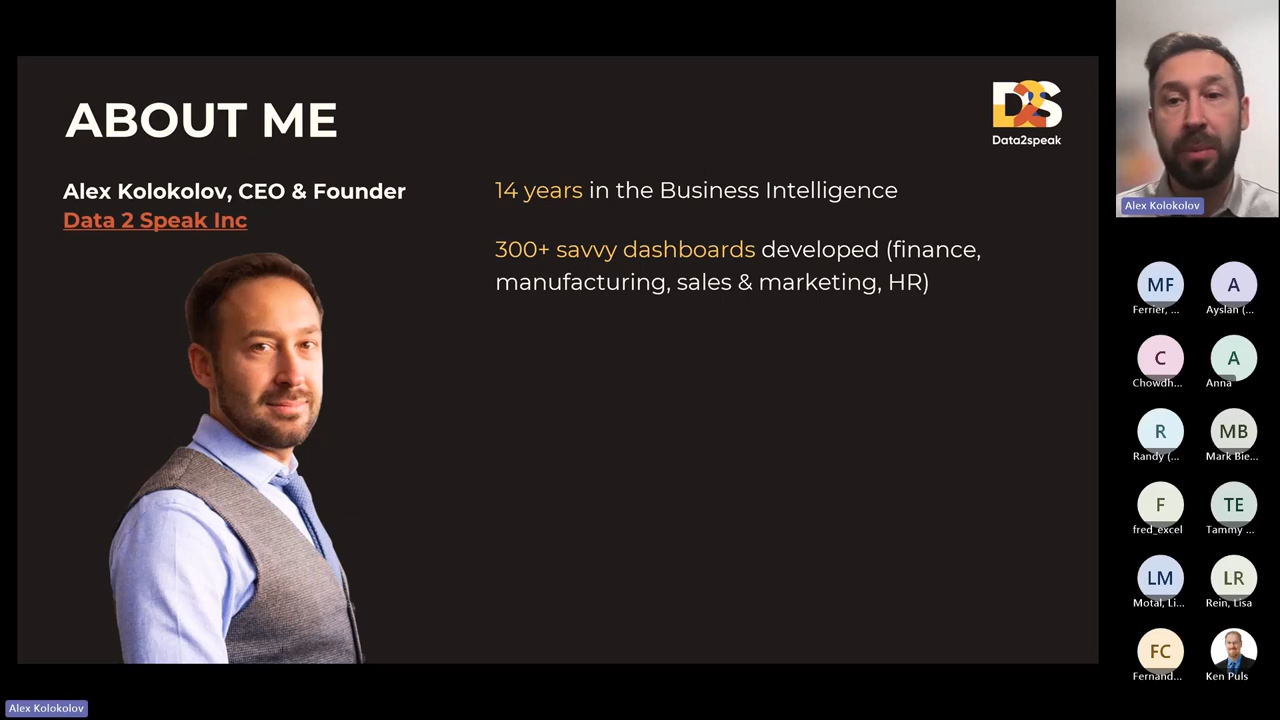 ABOUT ME
D2S
Data2speak
Alex Kolokolov, CEO & Founder
Data 2 Speak Inc
14 years in the Business Intelligence
300+ savvy dashboards developed (finance,
manufacturing, sales & marketing, HR)
Alex Kolokolov
MF
Ferrier, ...
A
Ayslan (...
C
Chowdh...
A
Anna
R
Randy (...
MB
Mark Bie...
F
fred_excel
TE
Tammy ...
LM
Motal, Li...
LR
Rein, Lisa
FC
Fernand...
Ken Puls
Alex Kolokolov